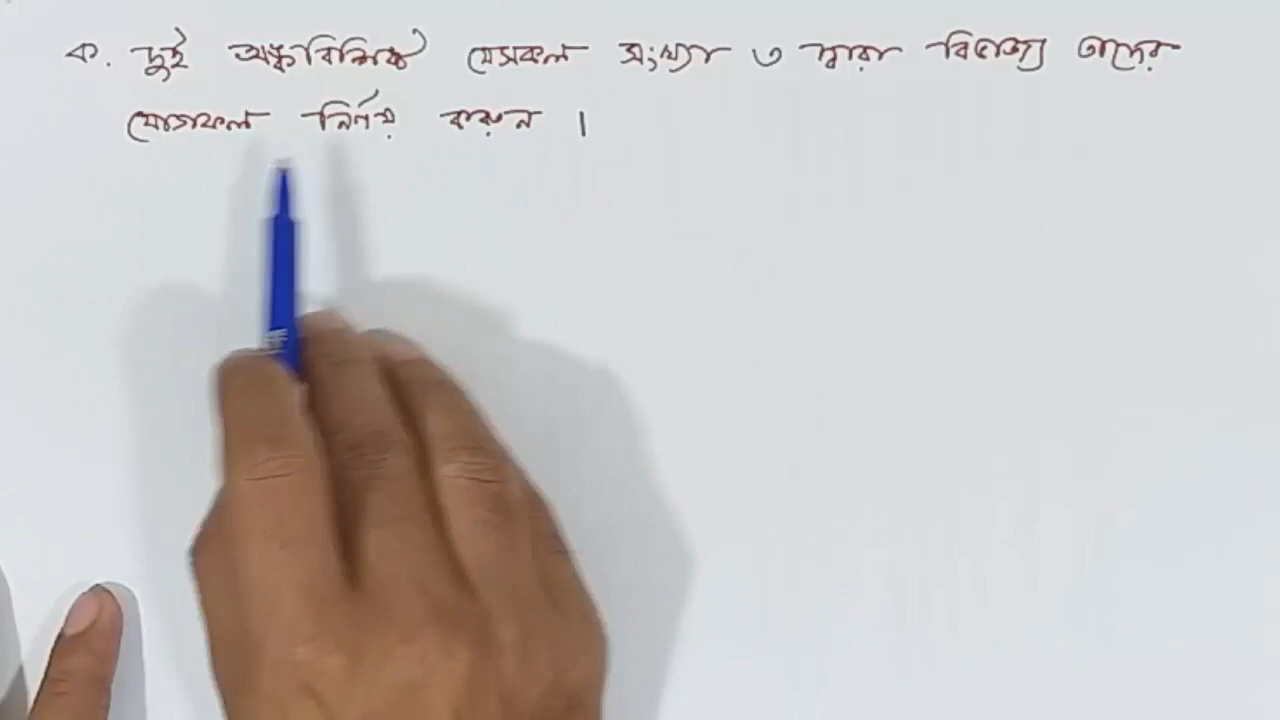 ক. দুই অঙ্কবিশিষ্ট যেসকল সংখ্যা ৩ দ্বারা বিভাজ্য তাদের
যোগফল নির্ণয় করুন ।